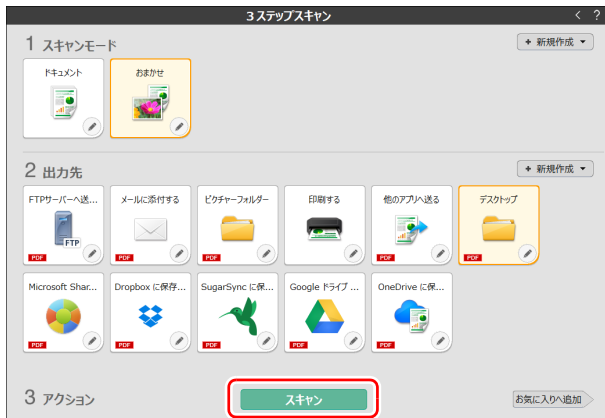 3ステップスキャン
< ?
1 スキャンモード
+ 新規作成
ドキュメント
おまかせ
2 出力先
+ 新規作成
FTPサーバーへ送...
メールに添付する
ピクチャーフォルダー
印刷する
他のアプリへ送る
デスクトップ
FTP
PDF
PDF
PDF
PDF
PDF
Microsoft Shar...
Dropbox に保存...
SugarSync に保...
Google ドライブ ...
OneDrive に保...
PDF
PDF
PDF
PDF
PDF
3 アクション
スキャン
お気に入りへ追加